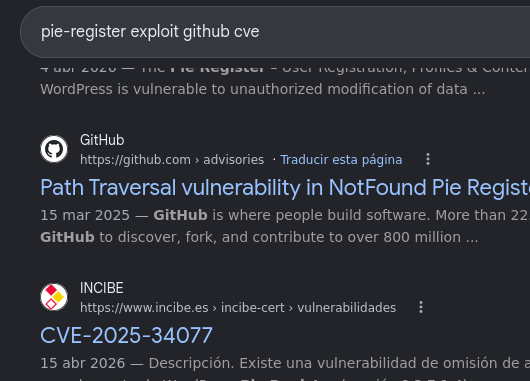 pie-register exploit github cve
4 abr 2026 — The Pie Register – User Registration, Profiles & Conten
WordPress is vulnerable to unauthorized modification of data ...
GitHub
https://github.com › advisories · Traducir esta página
Path Traversal vulnerability in NotFound Pie Regist
15 mar 2025 — GitHub is where people build software. More than 22
GitHub to discover, fork, and contribute to over 800 million ...
INCIBE
https://www.incibe.es › incibe-cert › vulnerabilidades
CVE-2025-34077
15 abr 2026 — Descripción. Existe una vulnerabilidad de omisión de a